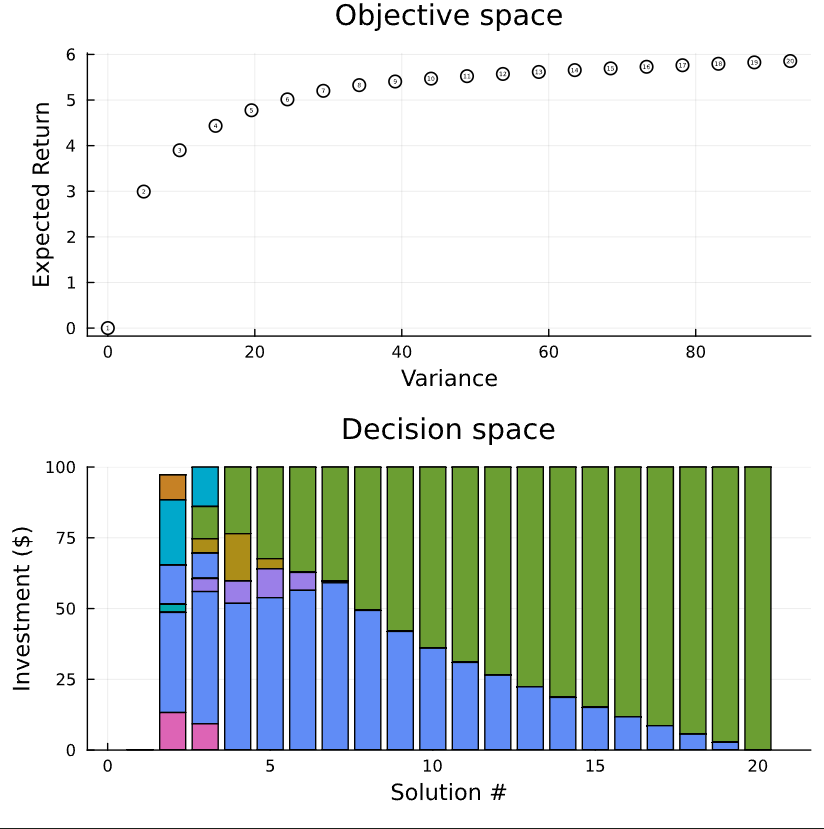 Objective space
6
5
4
3
2
1
0
Expected Return
1 2 3 4 5 6 7 8 9 10 11 12 13 14 15 16 17 18 19 20
0 20 40 60 80
Variance
Decision space
100
75
50
25
0
Investment ($)
0 5 10 15 20
Solution #